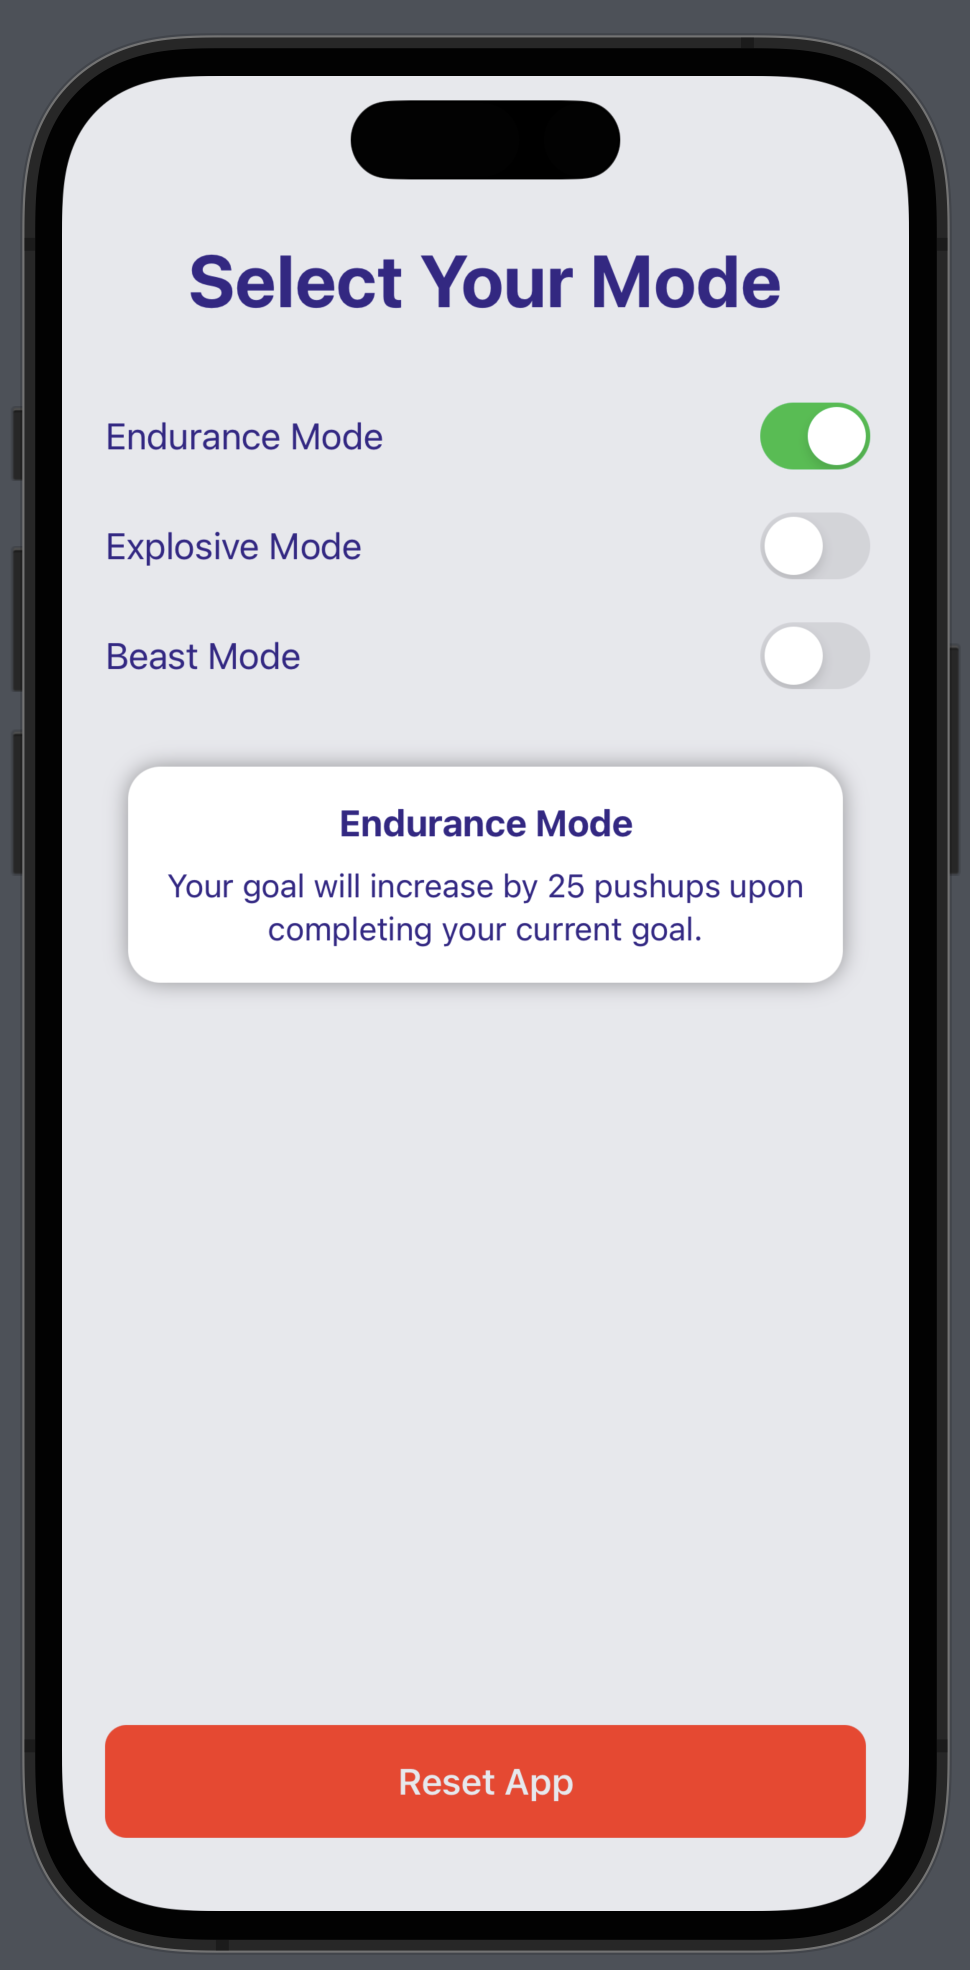 Select Your Mode
Endurance Mode
Explosive Mode
Beast Mode
Endurance Mode
Your goal will increase by 25 pushups upon
completing your current goal.
Reset App